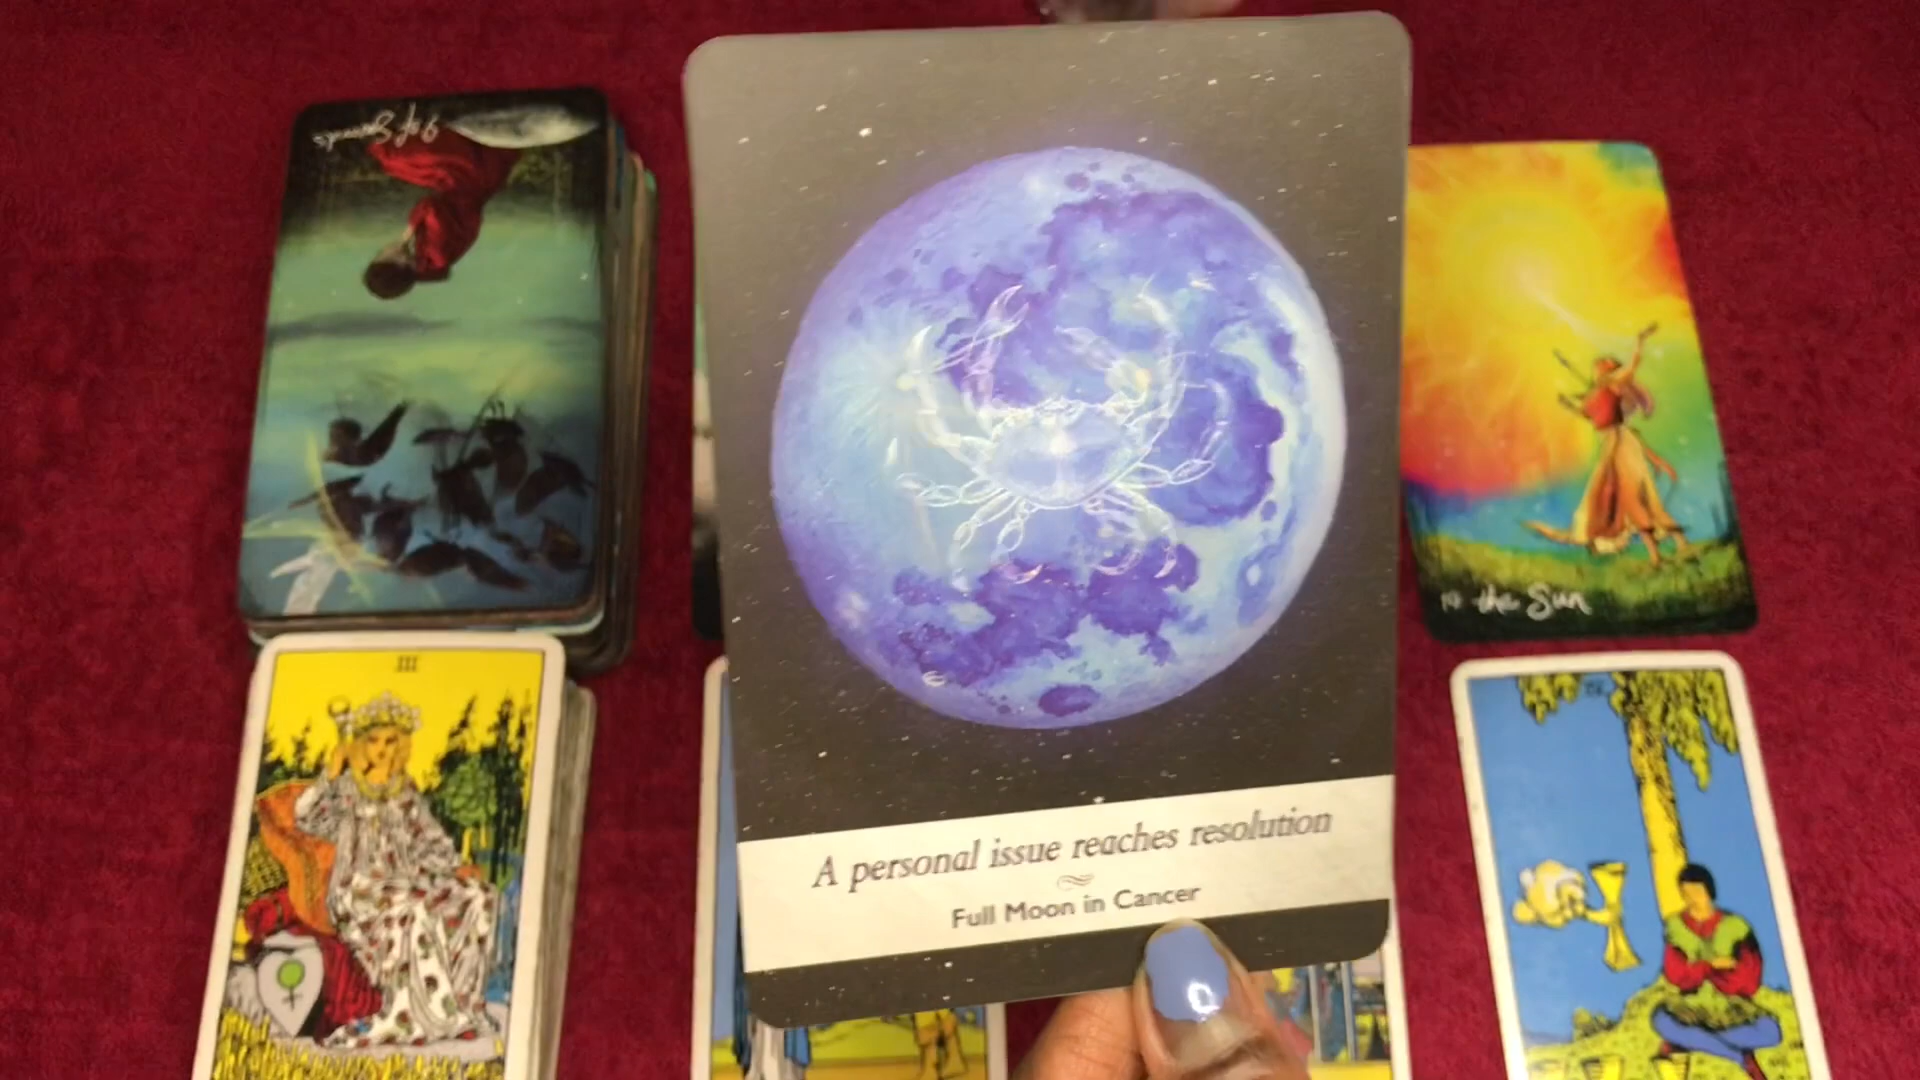 9 of Swords
III
19 the Sun
A personal issue reaches resolution
Full Moon in Cancer